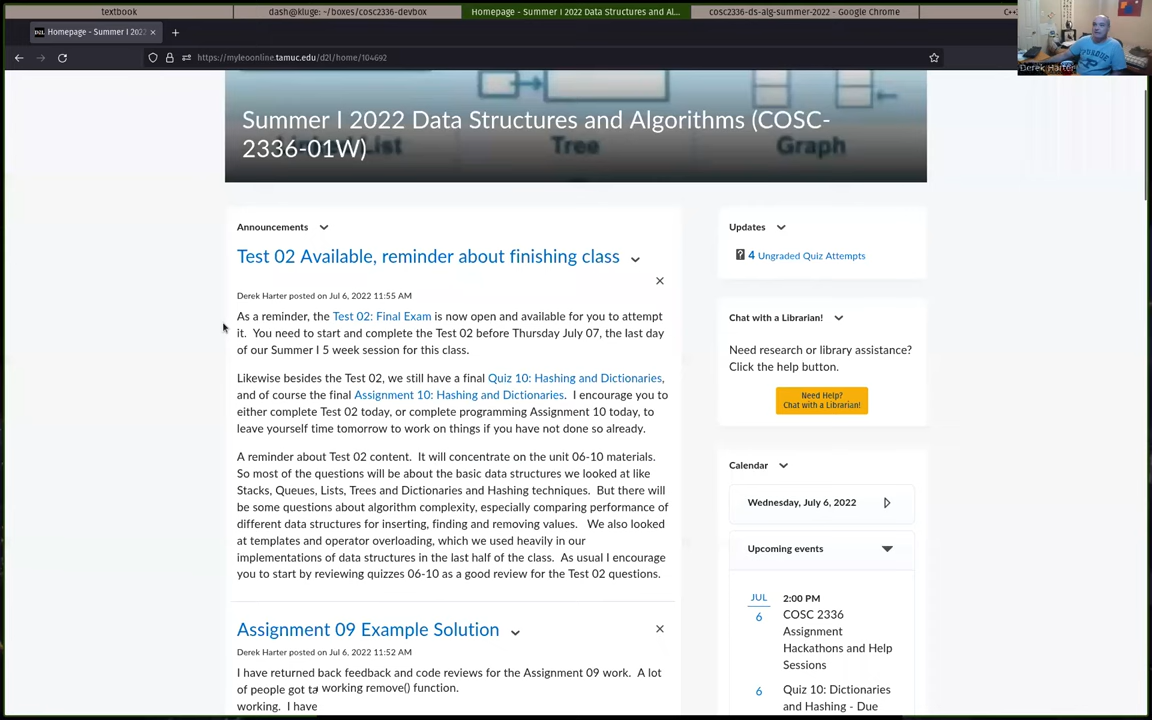 textbook
dash@kluge: ~/boxes/cosc2336-devbox
Homepage - Summer I 2022 Data Structures and Al...
cosc2336-ds-alg-summer-2022 - Google Chrome
C++
Homepage - Summer I 2022
https://myleoonline.tamuc.edu/d2l/home/104692
Derek Harter
Summer I 2022 Data Structures and Algorithms (COSC-
2336-01W)
List
Tree
Graph
Announcements
Test 02 Available, reminder about finishing class
Derek Harter posted on Jul 6, 2022 11:55 AM
As a reminder, the Test 02: Final Exam is now open and available for you to attempt
it. You need to start and complete the Test 02 before Thursday July 07, the last day
of our Summer I 5 week session for this class.
Likewise besides the Test 02, we still have a final Quiz 10: Hashing and Dictionaries,
and of course the final Assignment 10: Hashing and Dictionaries. I encourage you to
either complete Test 02 today, or complete programming Assignment 10 today, to
leave yourself time tomorrow to work on things if you have not done so already.
A reminder about Test 02 content. It will concentrate on the unit 06-10 materials.
So most of the questions will be about the basic data structures we looked at like
Stacks, Queues, Lists, Trees and Dictionaries and Hashing techniques. But there will
be some questions about algorithm complexity, especially comparing performance of
different data structures for inserting, finding and removing values. We also looked
at templates and operator overloading, which we used heavily in our
implementations of data structures in the last half of the class. As usual I encourage
you to start by reviewing quizzes 06-10 as a good review for the Test 02 questions.
Assignment 09 Example Solution
Derek Harter posted on Jul 6, 2022 11:52 AM
I have returned back feedback and code reviews for the Assignment 09 work. A lot
of people got ta working remove() function.
working. I have
Updates
4 Ungraded Quiz Attempts
Chat with a Librarian!
Need research or library assistance?
Click the help button.
Need Help?
Chat with a Librarian!
Calendar
Wednesday, July 6, 2022
Upcoming events
JUL
6
2:00 PM
COSC 2336
Assignment
Hackathons and Help
Sessions
6
Quiz 10: Dictionaries
and Hashing - Due